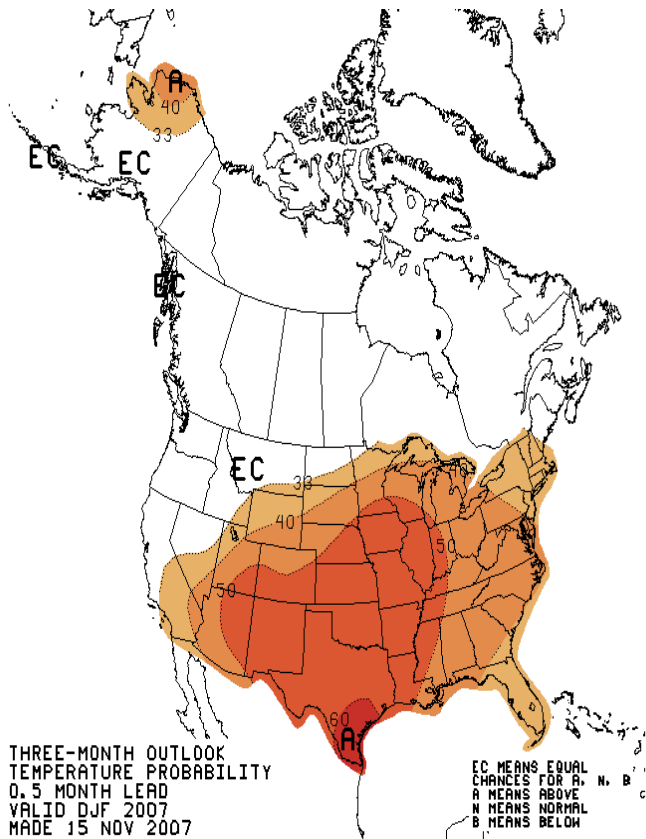 A
40
33
EC
EC
EC
EC
33
40
40
50
50
60
A
THREE-MONTH OUTLOOK
TEMPERATURE PROBABILITY
0.5 MONTH LEAD
VALID DJF 2007
MADE 15 NOV 2007
EC MEANS EQUAL
CHANCES FOR A, N, B
A MEANS ABOVE
N MEANS NORMAL
B MEANS BELOW